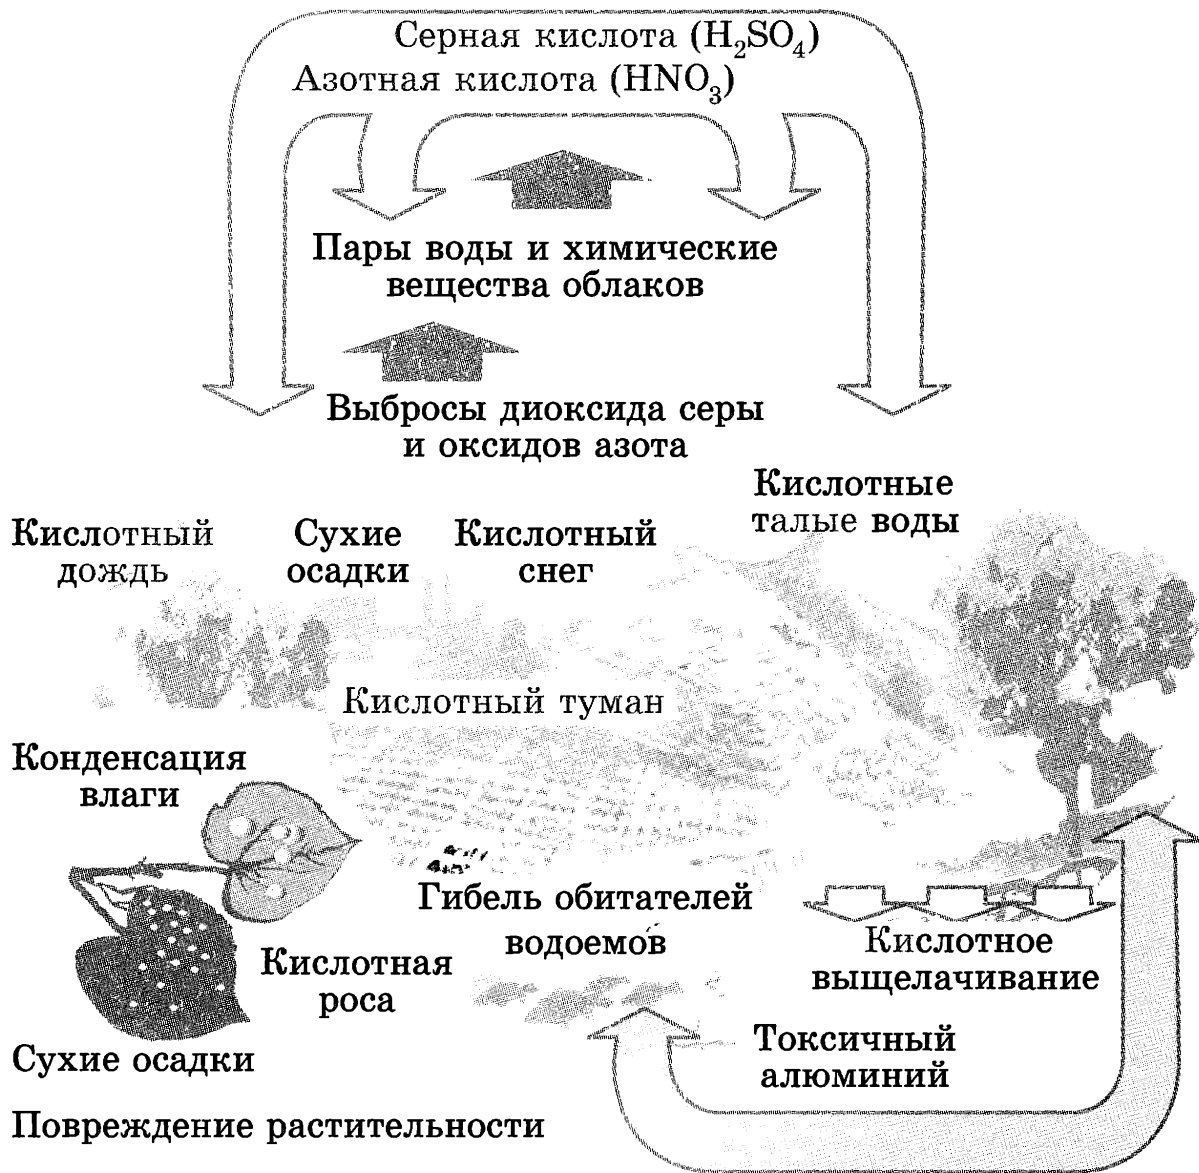 Серная кислота (H₂SO₄)
Азотная кислота (HNO₃)
Пары воды и химические
вещества облаков
Выбросы диоксида серы
и оксидов азота
Кислотные
талые воды
Кислотный
дождь
Сухие
осадки
Кислотный
снег
Кислотный туман
Конденсация
влаги
Гибель обитателей
водоемов
Кислотная
роса
Кислотное
выщелачивание
Токсичный
алюминий
Сухие осадки
Повреждение растительности